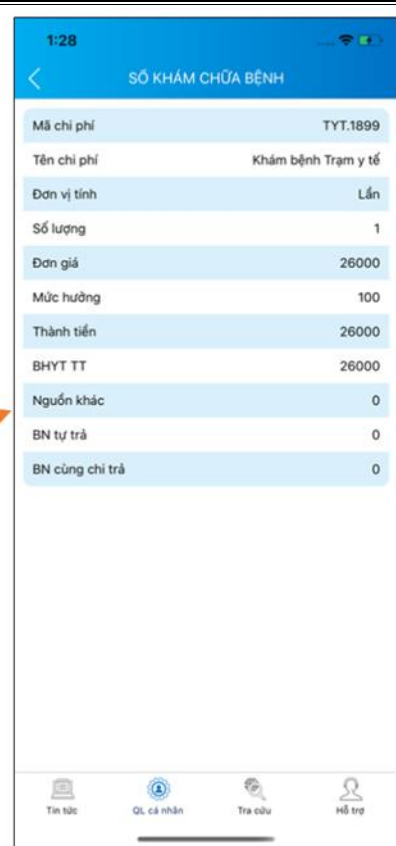 1:28
SỔ KHÁM CHỮA BỆNH
Mã chi phí TYT.1899
Tên chi phí Khám bệnh Trạm y tế
Đơn vị tính Lần
Số lượng 1
Đơn giá 26000
Mức hưởng 100
Thành tiền 26000
BHYT TT 26000
Nguồn khác 0
BN tự trả 0
BN cùng chi trả 0
Tin tức QL cá nhân Tra cứu Hỗ trợ